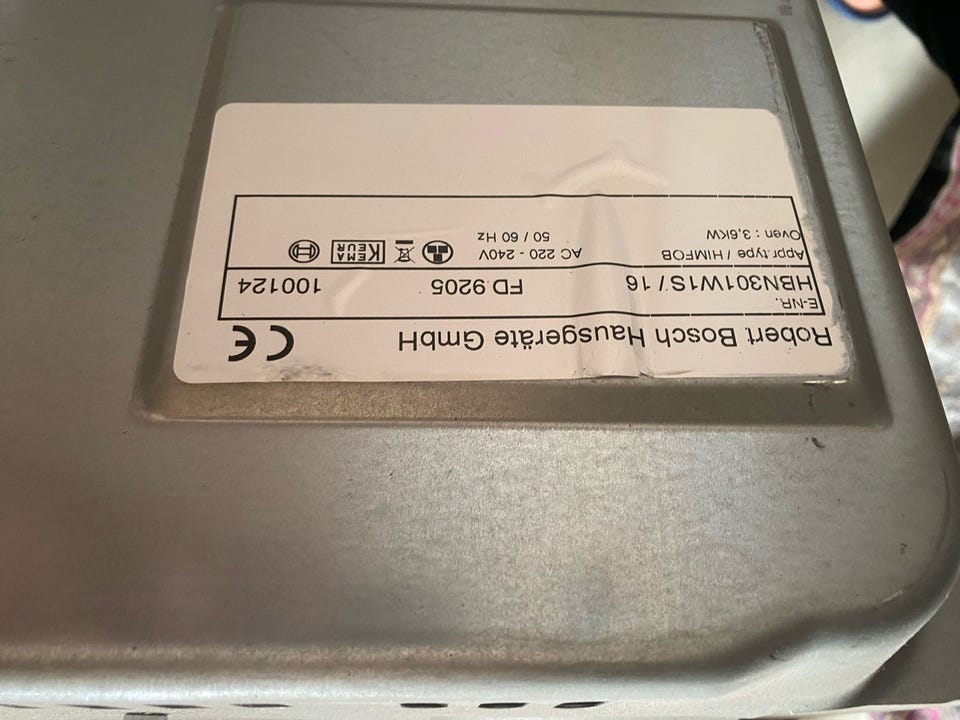 Robert Bosch Hausgeräte GmbH CE
E-NR.
HBN301W1S / 16 FD 9205 100124
Appr.type / HIMFOB AC 220 - 240V
Oven : 3,6KW 50 / 60 Hz
KEMA
KEUR